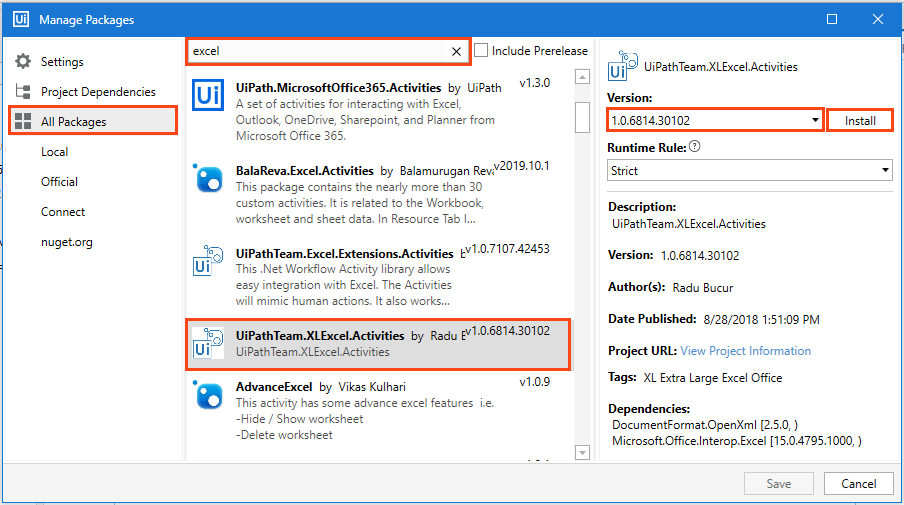 Ui Manage Packages
Settings
Project Dependencies
All Packages
Local
Official
Connect
nuget.org
excel
Include Prerelease
Ui
UiPath.MicrosoftOffice365.Activities by UiPath
v1.3.0
A set of activities for interacting with Excel,
Outlook, OneDrive, Sharepoint, and Planner from
Microsoft Office 365.
BalaReva.Excel.Activities by Balamurugan Reva
v2019.10.1
This package contains the nearly more than 30
custom activities. It is related to the Workbook,
worksheet and sheet data. In Resource Tab I...
Ui
UiPathTeam.Excel.Extensions.Activities b
v1.0.7107.42453
This .Net Workflow Activity library allows
easy integration with Excel. The Activities
will mimic human actions. It also works...
Ui
UiPathTeam.XLExcel.Activities by Radu B
v1.0.6814.30102
UiPathTeam.XLExcel.Activities
AdvanceExcel by Vikas Kulhari
v1.0.9
This activity has some advance excel features i.e.
-Hide / Show worksheet
-Delete worksheet
Ui
UiPathTeam.XLExcel.Activities
Version:
1.0.6814.30102
Install
Runtime Rule: ?
Strict
Description:
UiPathTeam.XLExcel.Activities
Version: 1.0.6814.30102
Author(s): Radu Bucur
Date Published: 8/28/2018 1:51:09 PM
Project URL: View Project Information
Tags: XL Extra Large Excel Office
Dependencies:
DocumentFormat.OpenXml [2.5.0, )
Microsoft.Office.Interop.Excel [15.0.4795.1000, )
Save
Cancel